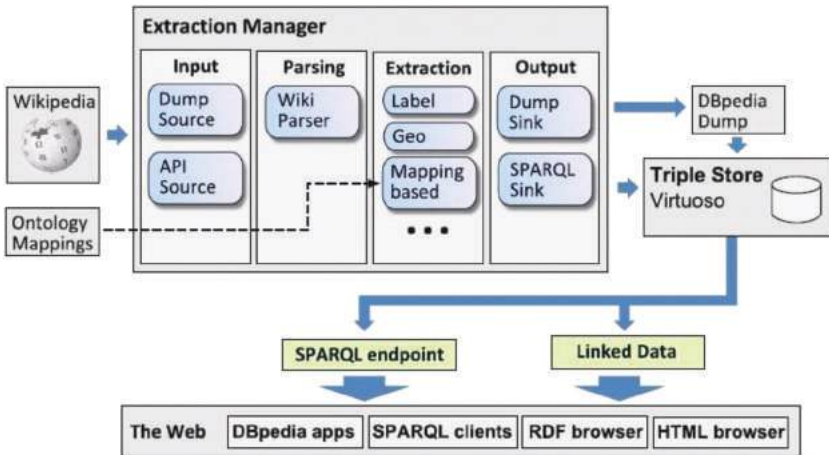 Extraction Manager
Input
Parsing
Extraction
Output
Wikipedia
Dump
Source
API
Source
Wiki
Parser
Label
Geo
Mapping
based
• • •
Dump
Sink
SPARQL
Sink
DBpedia
Dump
Triple Store
Virtuoso
Ontology
Mappings
SPARQL endpoint
Linked Data
The Web
DBpedia apps
SPARQL clients
RDF browser
HTML browser